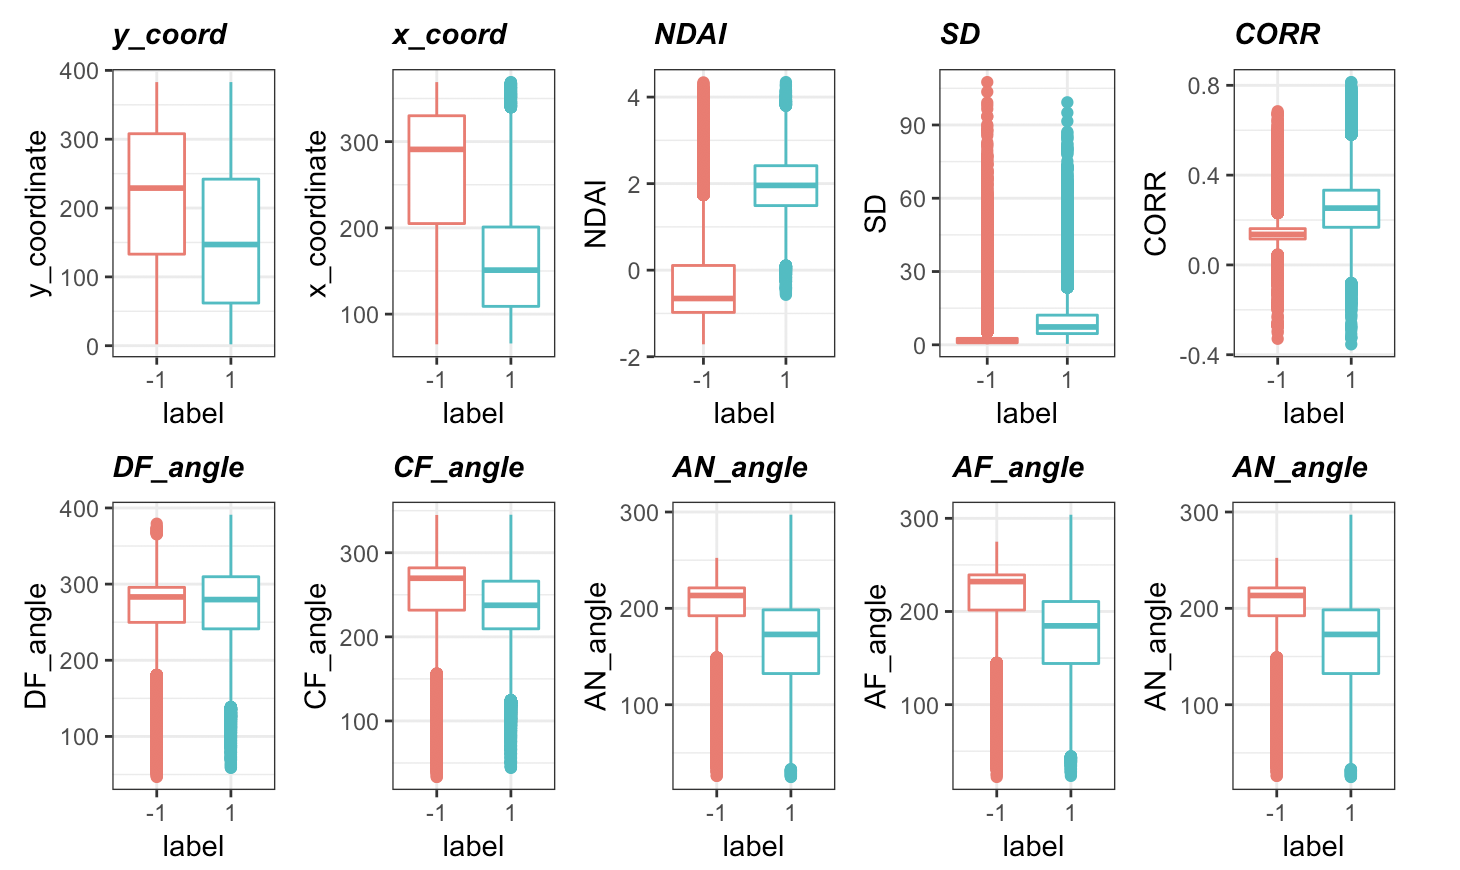 y_coord x_coord NDAI SD CORR
y_coordinate
400
300
200
100
0
-1 1
label
x_coordinate
300
200
100
-1 1
label
NDAI
4
2
0
-2
-1 1
label
SD
90
60
30
0
-1 1
label
CORR
0.8
0.4
0.0
-0.4
-1 1
label
DF_angle CF_angle AN_angle AF_angle AN_angle
DF_angle
400
300
200
100
-1 1
label
CF_angle
300
200
100
-1 1
label
AN_angle
300
200
100
-1 1
label
AF_angle
300
200
100
-1 1
label
AN_angle
300
200
100
-1 1
label